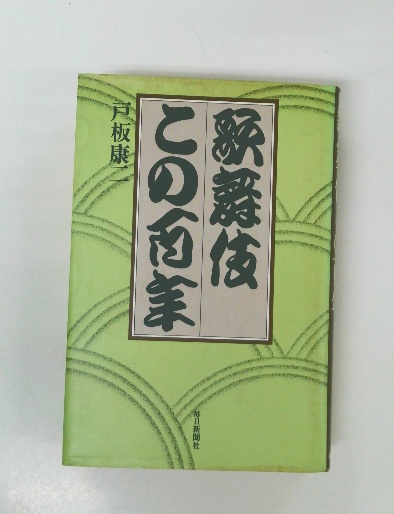 歌舞伎
この百年
戸板康二
毎日新聞社